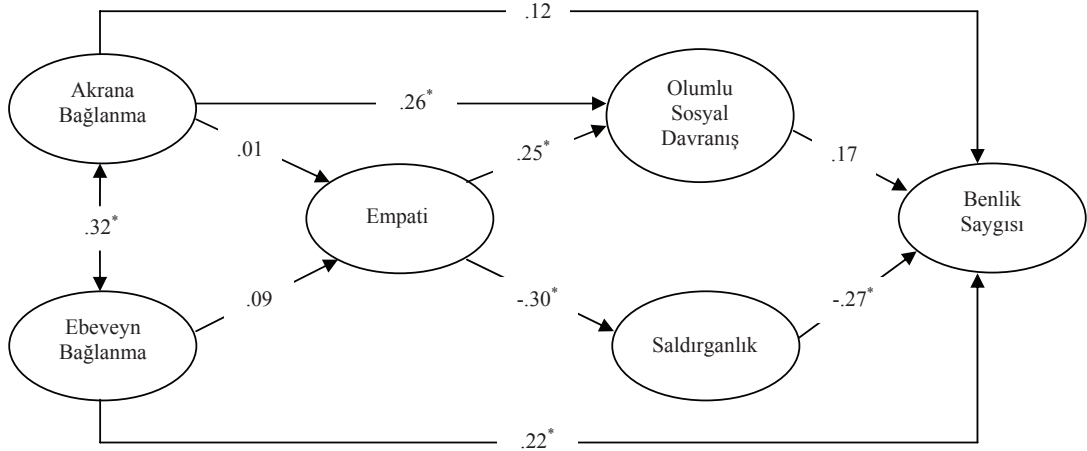 .12
Akrana
Bağlanma
.26*
Olumlu
Sosyal
Davranış
.01
.25*
.17
Empati
Benlik
Saygısı
.32*
.09
-.30*
-.27*
Ebeveyn
Bağlanma
Saldırganlık
.22*